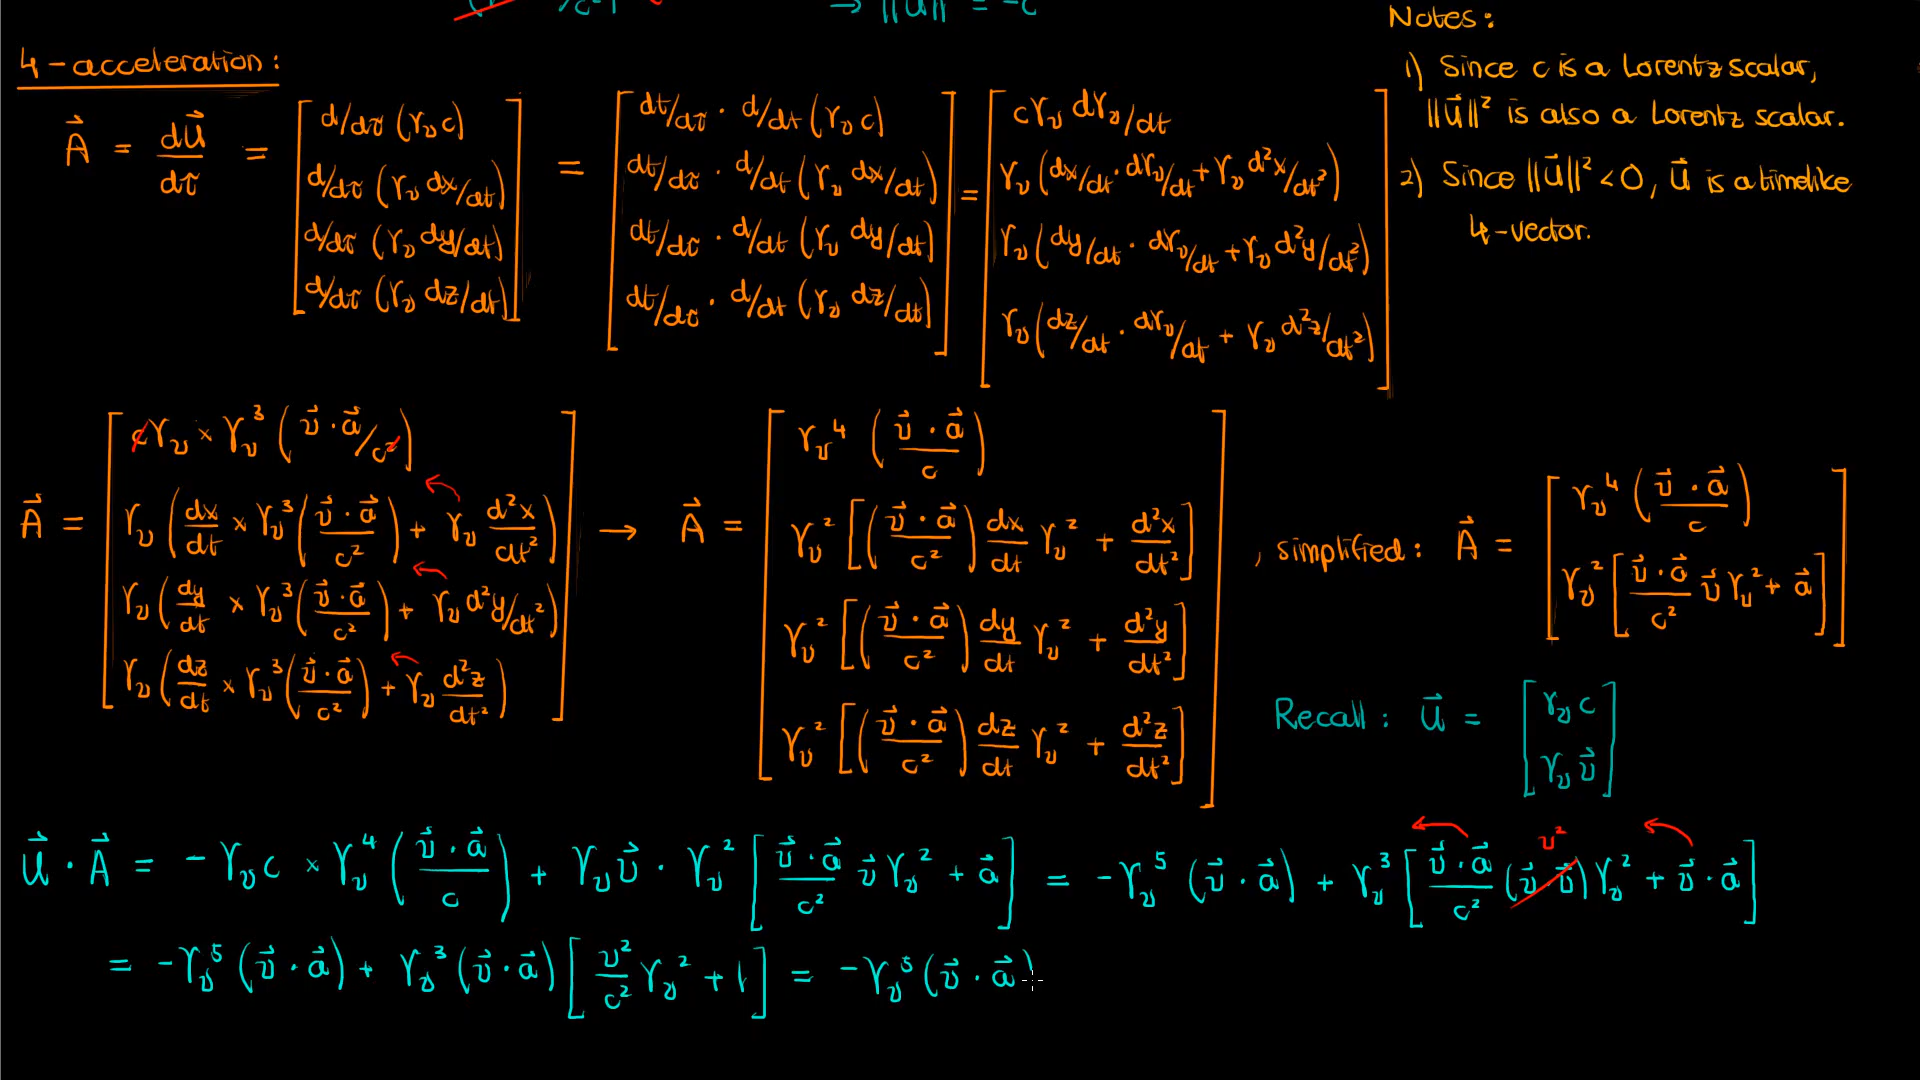 → ||U|| = -c
Notes:
4-acceleration:
1) Since c is a Lorentz scalar,
||U⃗||² is also a Lorentz scalar.
2) Since ||U⃗||² < 0, U⃗ is a timelike
4-vector.
A⃗ = dU⃗/dτ = [ d/dτ (γ_v c) ; d/dτ (γ_v dx/dt) ; d/dτ (γ_v dy/dt) ; d/dτ (γ_v dz/dt) ] = [ dt/dτ · d/dt (γ_v c) ; dt/dτ · d/dt (γ_v dx/dt) ; dt/dτ · d/dt (γ_v dy/dt) ; dt/dτ · d/dt (γ_v dz/dt) ] = [ cγ_v dγ_v/dt ; γ_v (dx/dt · dγ_v/dt + γ_v d²x/dt²) ; γ_v (dy/dt · dγ_v/dt + γ_v d²y/dt²) ; γ_v (dz/dt · dγ_v/dt + γ_v d²z/dt²) ]
A⃗ = [ cγ_v × γ_v³ (v⃗ · a⃗/c²) ; γ_v (dx/dt × γ_v³ (v⃗ · a⃗/c²) + γ_v d²x/dt²) ; γ_v (dy/dt × γ_v³ (v⃗ · a⃗/c²) + γ_v d²y/dt²) ; γ_v (dz/dt × γ_v³ (v⃗ · a⃗/c²) + γ_v d²z/dt²) ] → A⃗ = [ γ_v⁴ (v⃗ · a⃗/c) ; γ_v² [(v⃗ · a⃗/c²) dx/dt γ_v² + d²x/dt²] ; γ_v² [(v⃗ · a⃗/c²) dy/dt γ_v² + d²y/dt²] ; γ_v² [(v⃗ · a⃗/c²) dz/dt γ_v² + d²z/dt²] ] , simplified: A⃗ = [ γ_v⁴ (v⃗ · a⃗/c) ; γ_v² [v⃗ · a⃗/c² v⃗ γ_v² + a⃗] ]
Recall: U⃗ = [ γ_v c ; γ_v v⃗ ]
U⃗ · A⃗ = -γ_v c × γ_v⁴ (v⃗ · a⃗/c) + γ_v v⃗ · γ_v² [v⃗ · a⃗/c² v⃗ γ_v² + a⃗] = -γ_v⁵ (v⃗ · a⃗) + γ_v³ [v⃗ · a⃗/c² (v⃗ · v⃗) v² γ_v² + v⃗ · a⃗]
= -γ_v⁵ (v⃗ · a⃗) + γ_v³ (v⃗ · a⃗) [v²/c² γ_v² + 1] = -γ_v⁵ (v⃗ · a⃗)